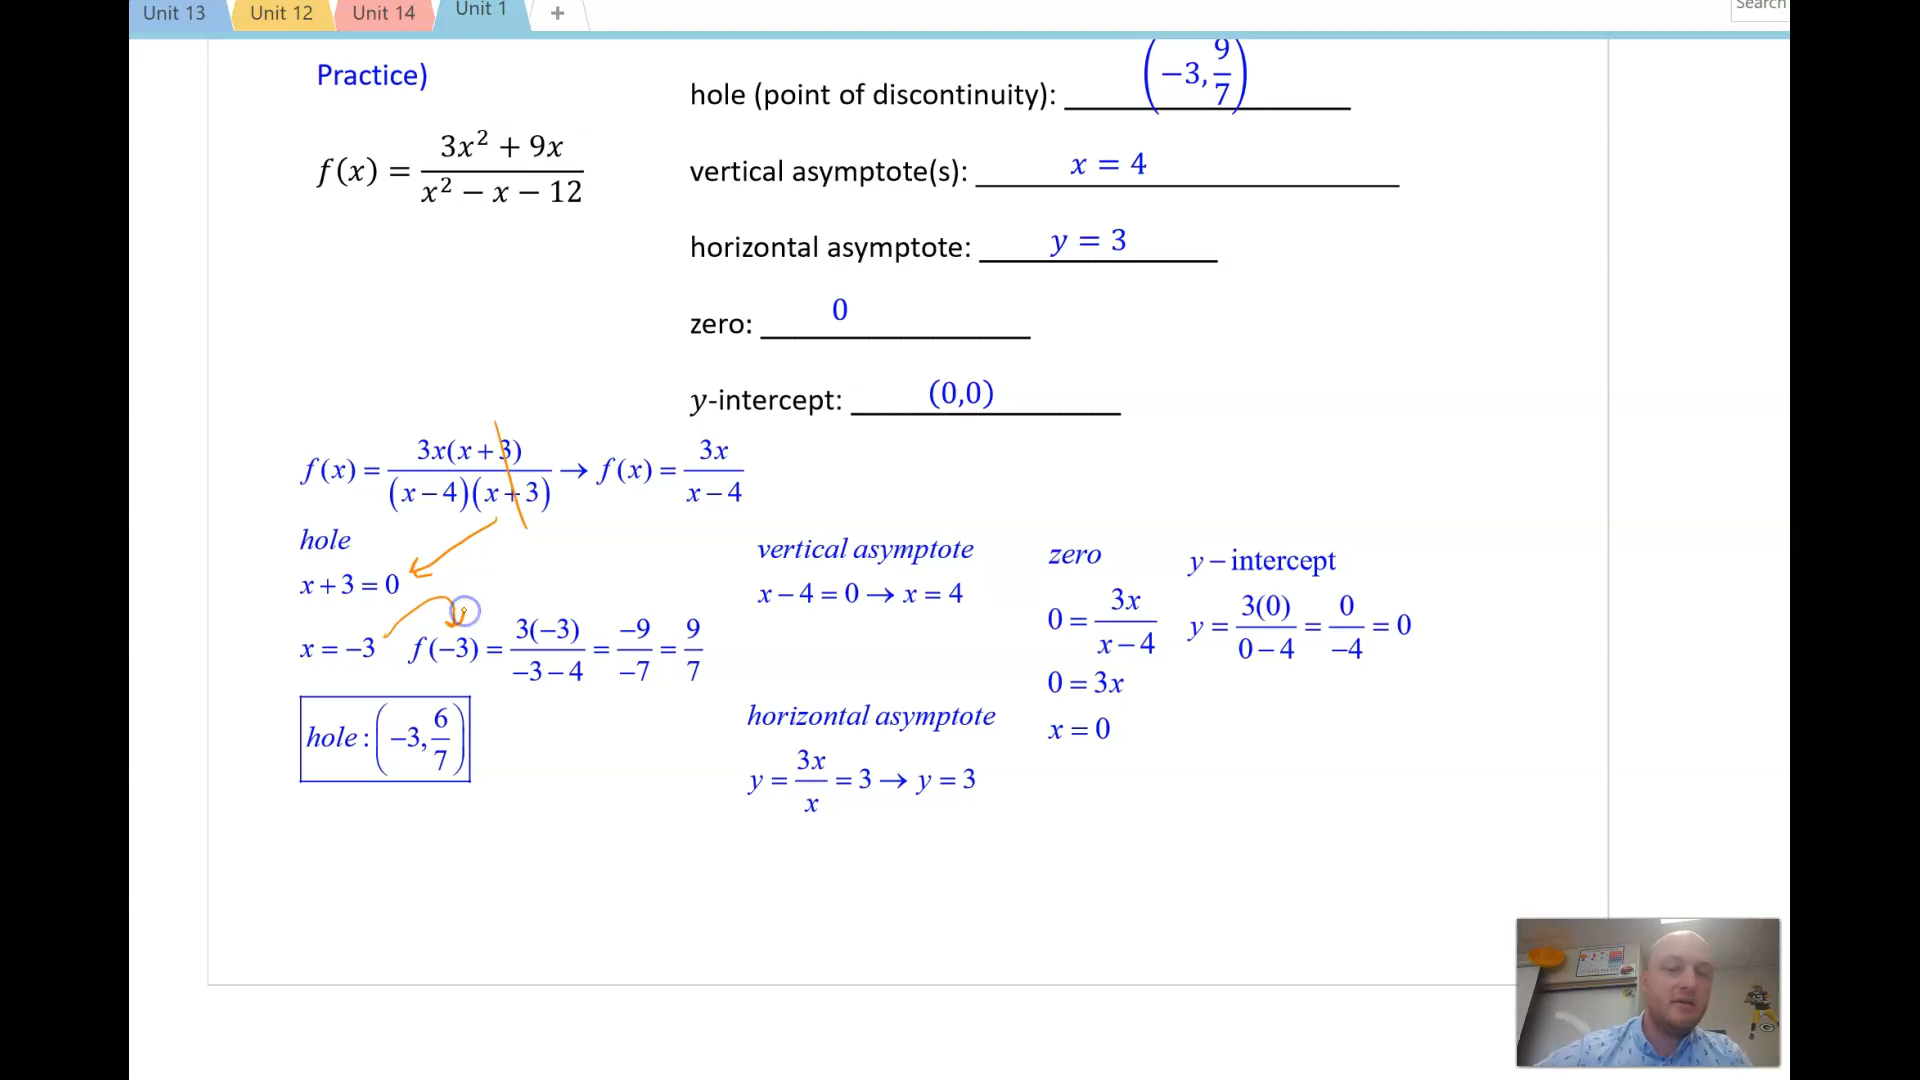 Unit 13 Unit 12 Unit 14 Unit 1 +
Search
Practice)
f(x) = (3x² + 9x)/(x² − x − 12)
hole (point of discontinuity): (−3, 9/7)
vertical asymptote(s): x = 4
horizontal asymptote: y = 3
zero: 0
y-intercept: (0,0)
f(x) = 3x(x+3)/((x−4)(x+3)) → f(x) = 3x/(x−4)
hole
x+3=0
x=−3 f(−3) = 3(−3)/(−3−4) = −9/−7 = 9/7
hole: (−3, 6/7)
vertical asymptote
x−4=0→x=4
horizontal asymptote
y = 3x/x = 3→y=3
zero
0 = 3x/(x−4)
0=3x
x=0
y−intercept
y = 3(0)/(0−4) = 0/−4 = 0